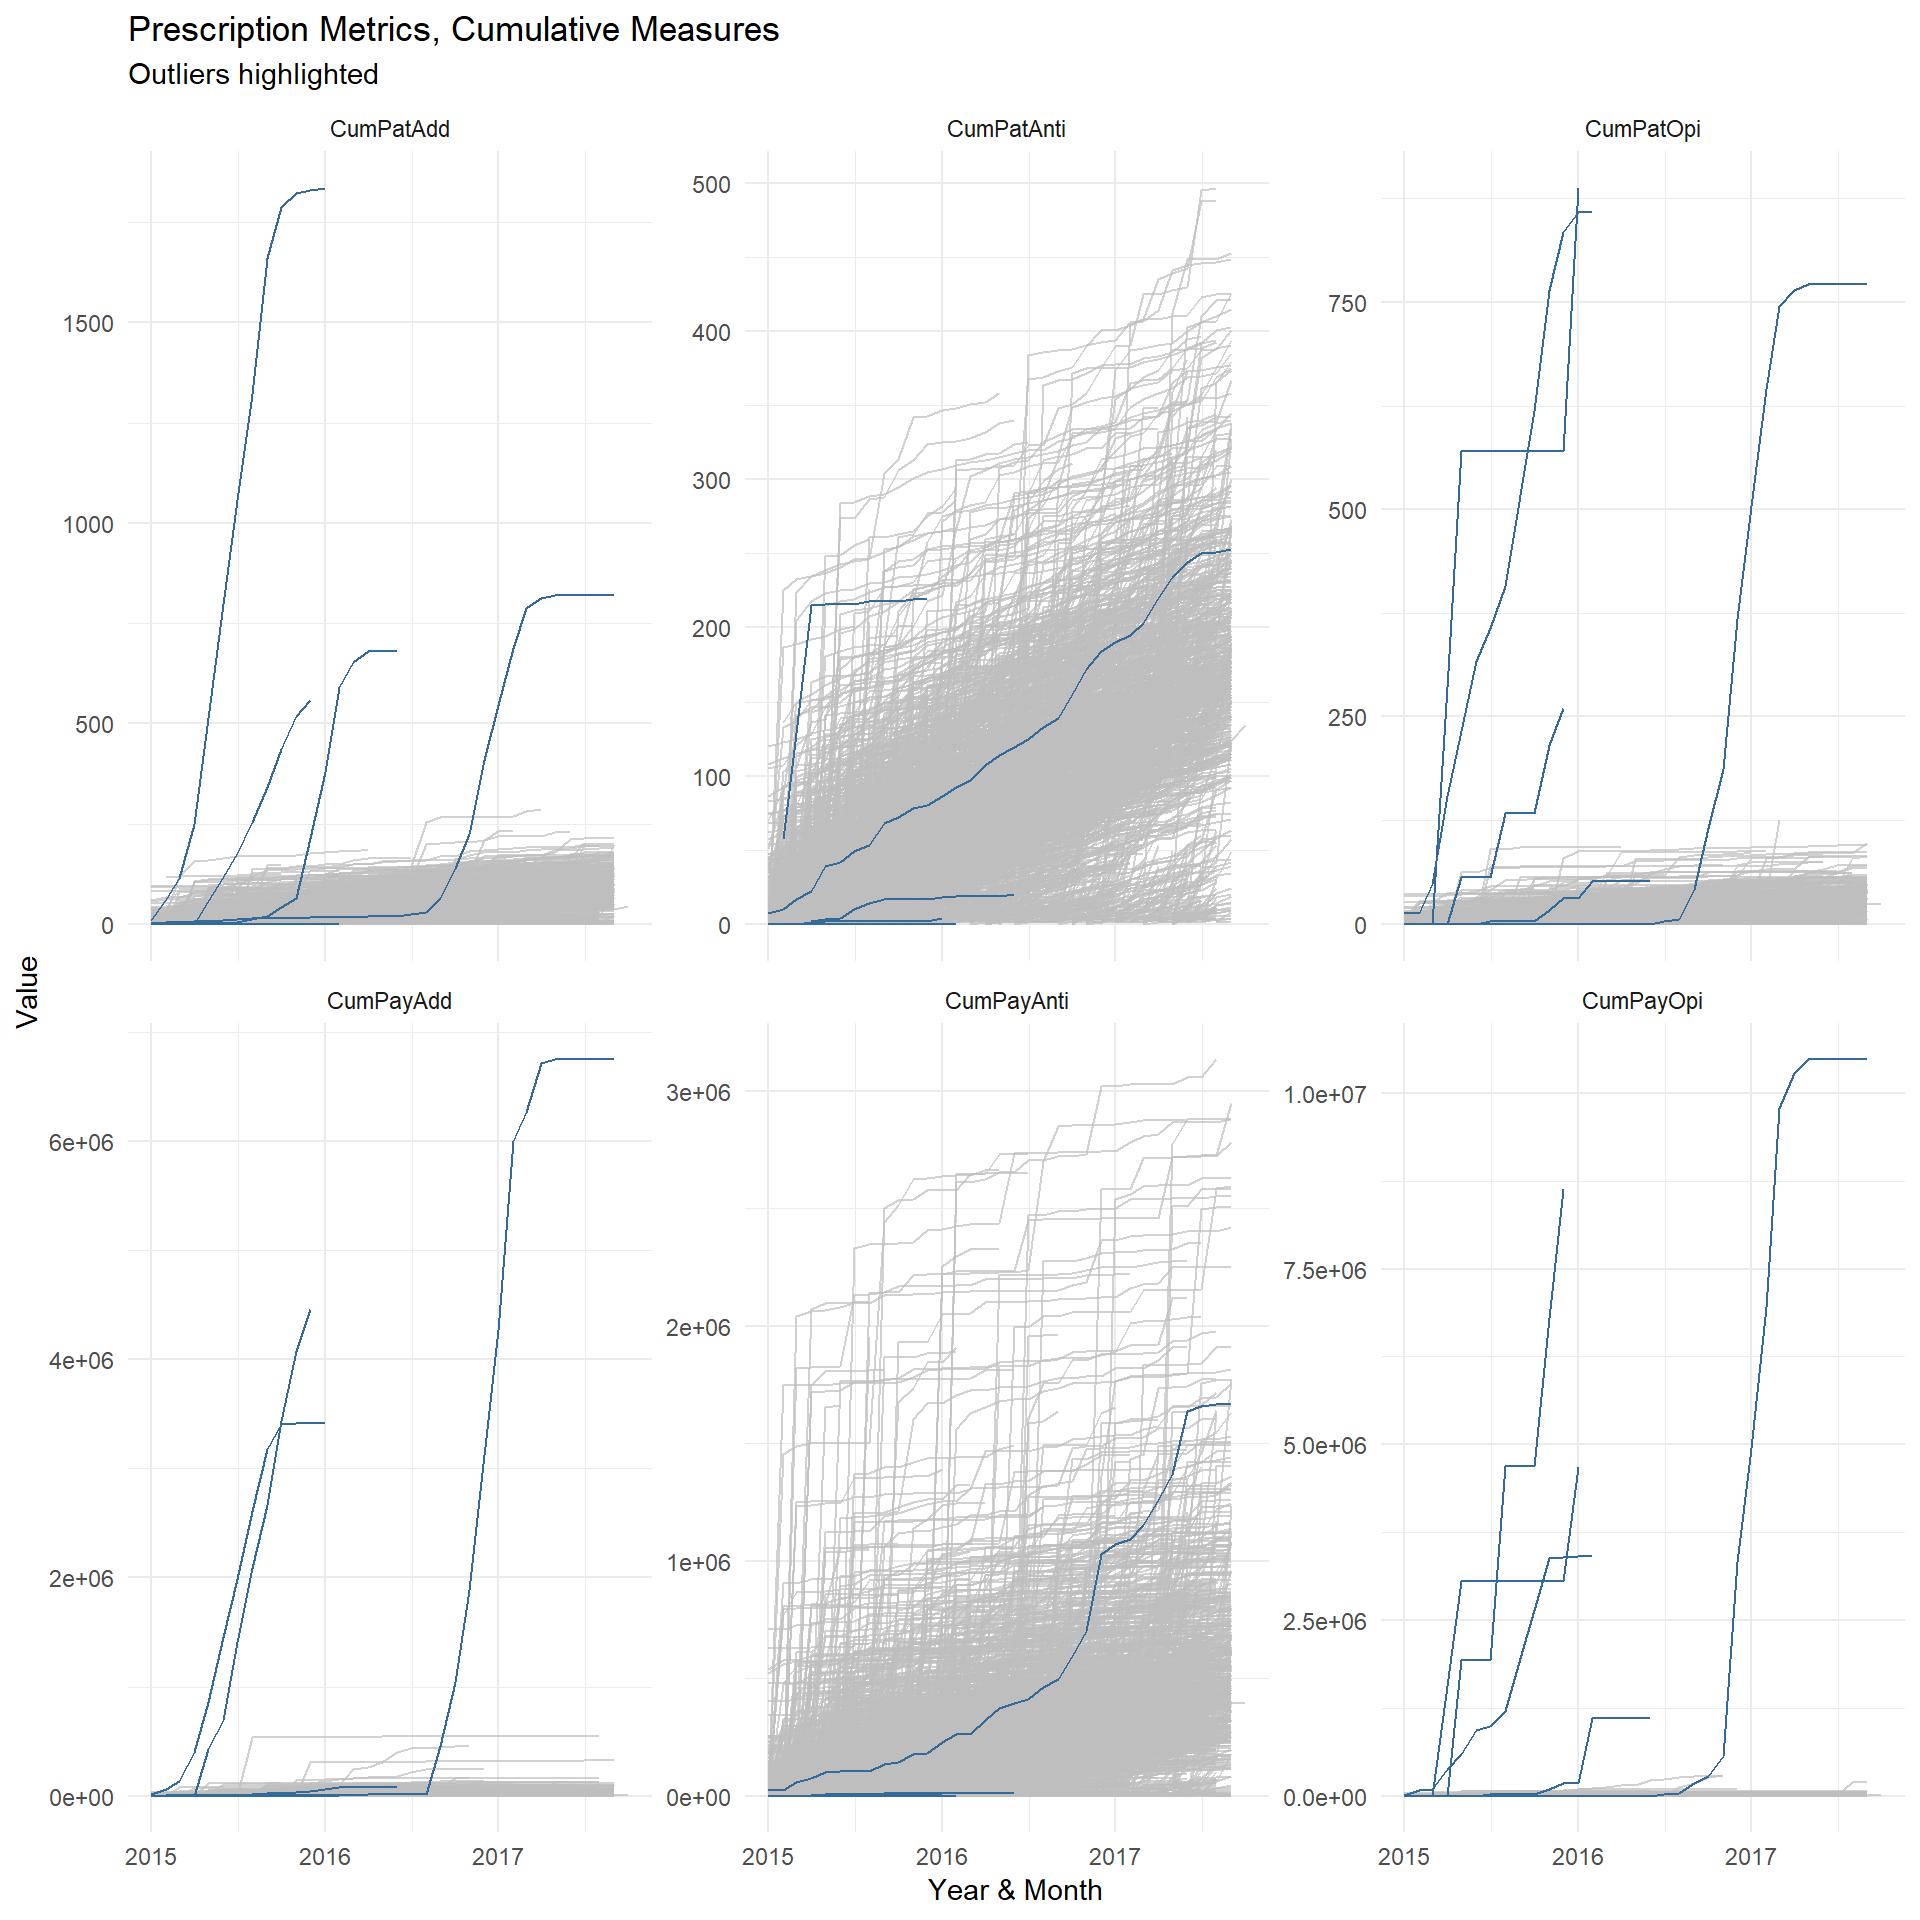 Prescription Metrics, Cumulative Measures
Outliers highlighted
CumPatAdd
CumPatAnti
CumPatOpi
1500
1000
500
0
500
400
300
200
100
0
750
500
250
0
Value
CumPayAdd
CumPayAnti
CumPayOpi
6e+06
4e+06
2e+06
0e+00
3e+06
2e+06
1e+06
0e+00
1.0e+07
7.5e+06
5.0e+06
2.5e+06
0.0e+00
2015 2016 2017
2015 2016 2017
2015 2016 2017
Year & Month